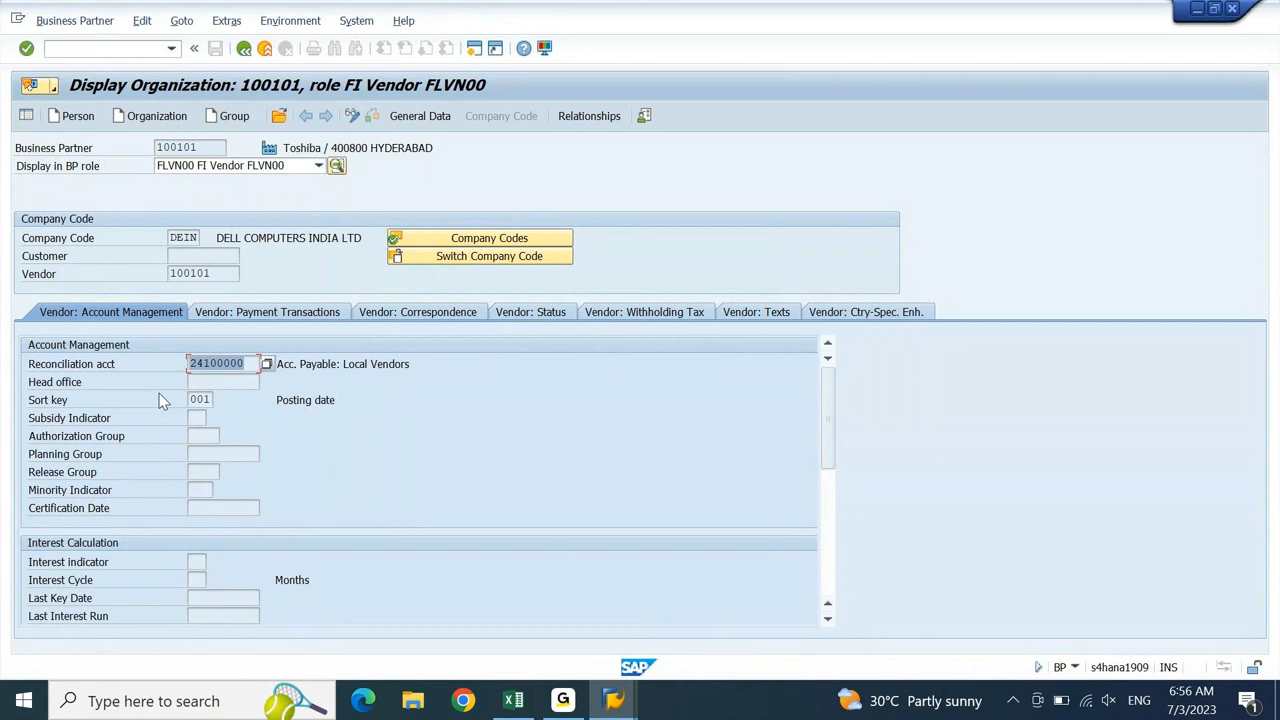 Business Partner Edit Goto Extras Environment System Help
Display Organization: 100101, role FI Vendor FLVN00
Person Organization Group General Data Company Code Relationships
Business Partner 100101 Toshiba / 400800 HYDERABAD
Display in BP role FLVN00 FI Vendor FLVN00
Company Code
Company Code DEIN DELL COMPUTERS INDIA LTD Company Codes
Customer Switch Company Code
Vendor 100101
Vendor: Account Management Vendor: Payment Transactions Vendor: Correspondence Vendor: Status Vendor: Withholding Tax Vendor: Texts Vendor: Ctry-Spec. Enh.
Account Management
Reconciliation acct 24100000 Acc. Payable: Local Vendors
Head office
Sort key 001 Posting date
Subsidy Indicator
Authorization Group
Planning Group
Release Group
Minority Indicator
Certification Date
Interest Calculation
Interest indicator
Interest Cycle Months
Last Key Date
Last Interest Run
SAP BP s4hana1909 INS
Type here to search 30°C Partly sunny ENG 6:56 AM
7/3/2023 1